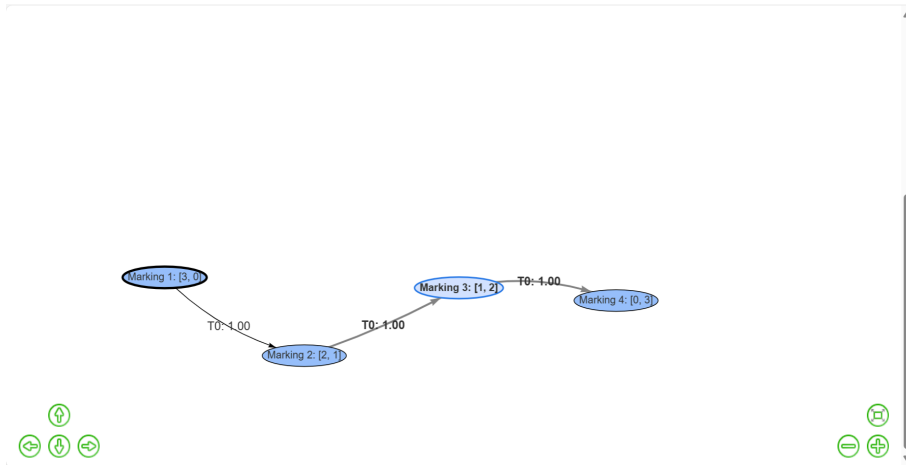 Marking 1: [3, 0]
T0: 1.00
Marking 2: [2, 1]
T0: 1.00
Marking 3: [1, 2]
T0: 1.00
Marking 4: [0, 3]